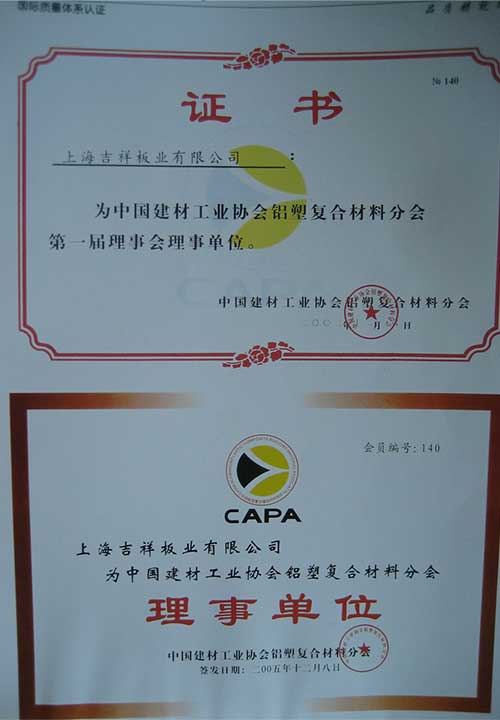 国际质量体系认证
№ 140
证 书
上海吉祥板业有限公司：
为中国建材工业协会铝塑复合材料分会
第一届理事会理事单位。
CAPA
中国建材工业协会铝塑复合材料分会
会员编号: 140
CAPA
上海吉祥板业有限公司
为中国建材工业协会铝塑复合材料分会
理事单位
中国建材工业协会铝塑复合材料分会
签发日期：二00五年十二月八日